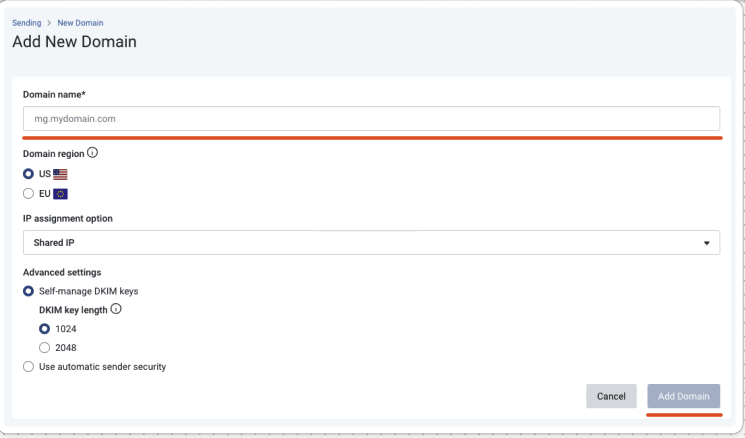 Sending > New Domain
Add New Domain
Domain name*
mg.mydomain.com
Domain region
US
EU
IP assignment option
Shared IP
Advanced settings
Self-manage DKIM keys
DKIM key length
1024
2048
Use automatic sender security
Cancel Add Domain